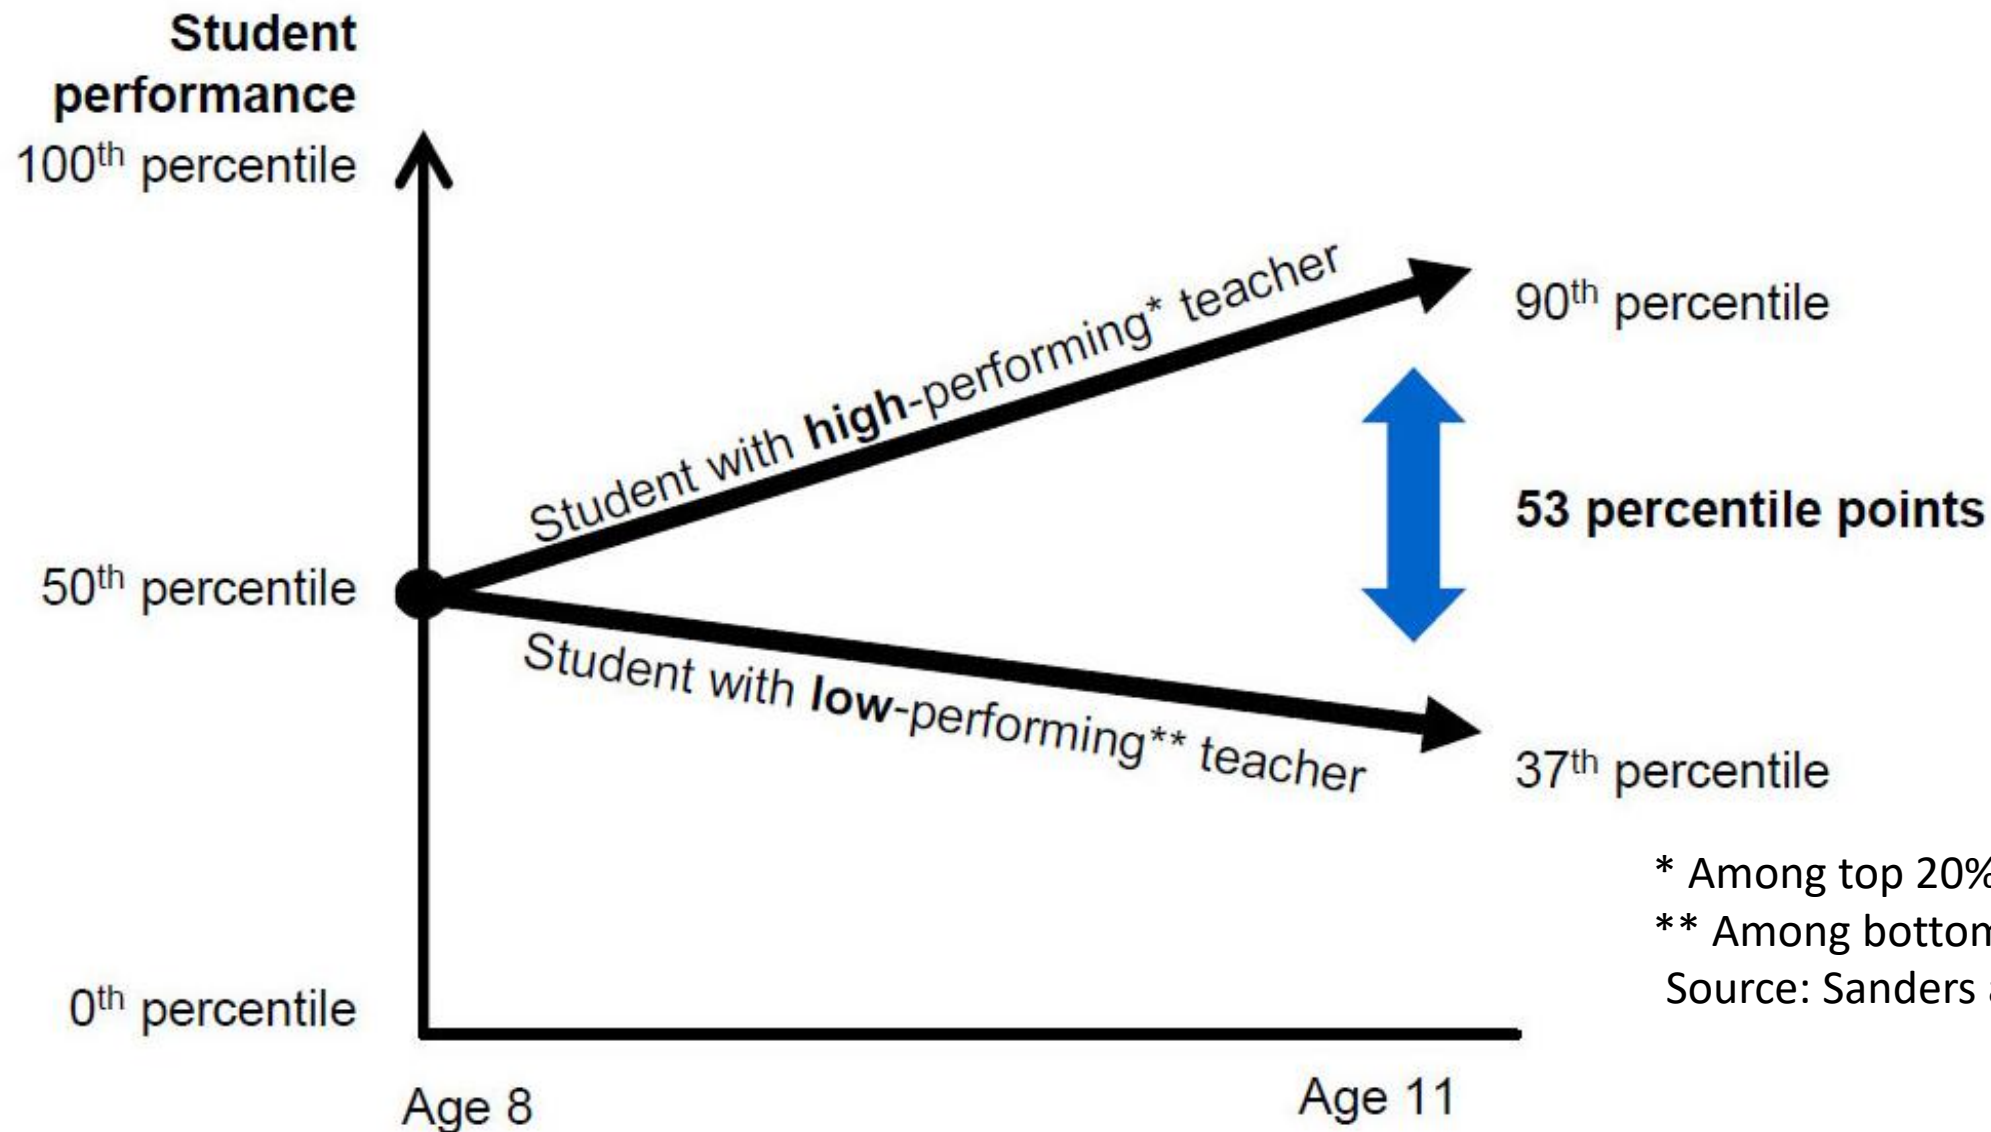 Student
performance
100th percentile
Student with high-performing* teacher
90th percentile
53 percentile points
50th percentile
Student with low-performing** teacher
37th percentile
* Among top 20%
** Among bottom
Source: Sanders
0th percentile
Age 8
Age 11